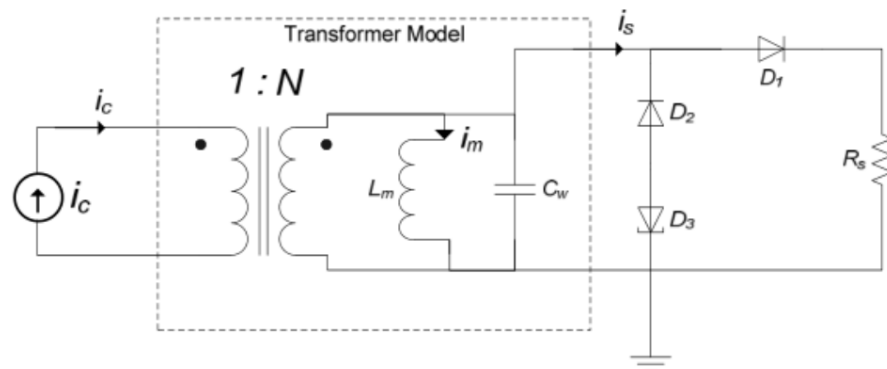 Transformer Model
1 : N
i_c
i_c
i_m
L_m
C_w
i_s
D_1
D_2
D_3
R_s